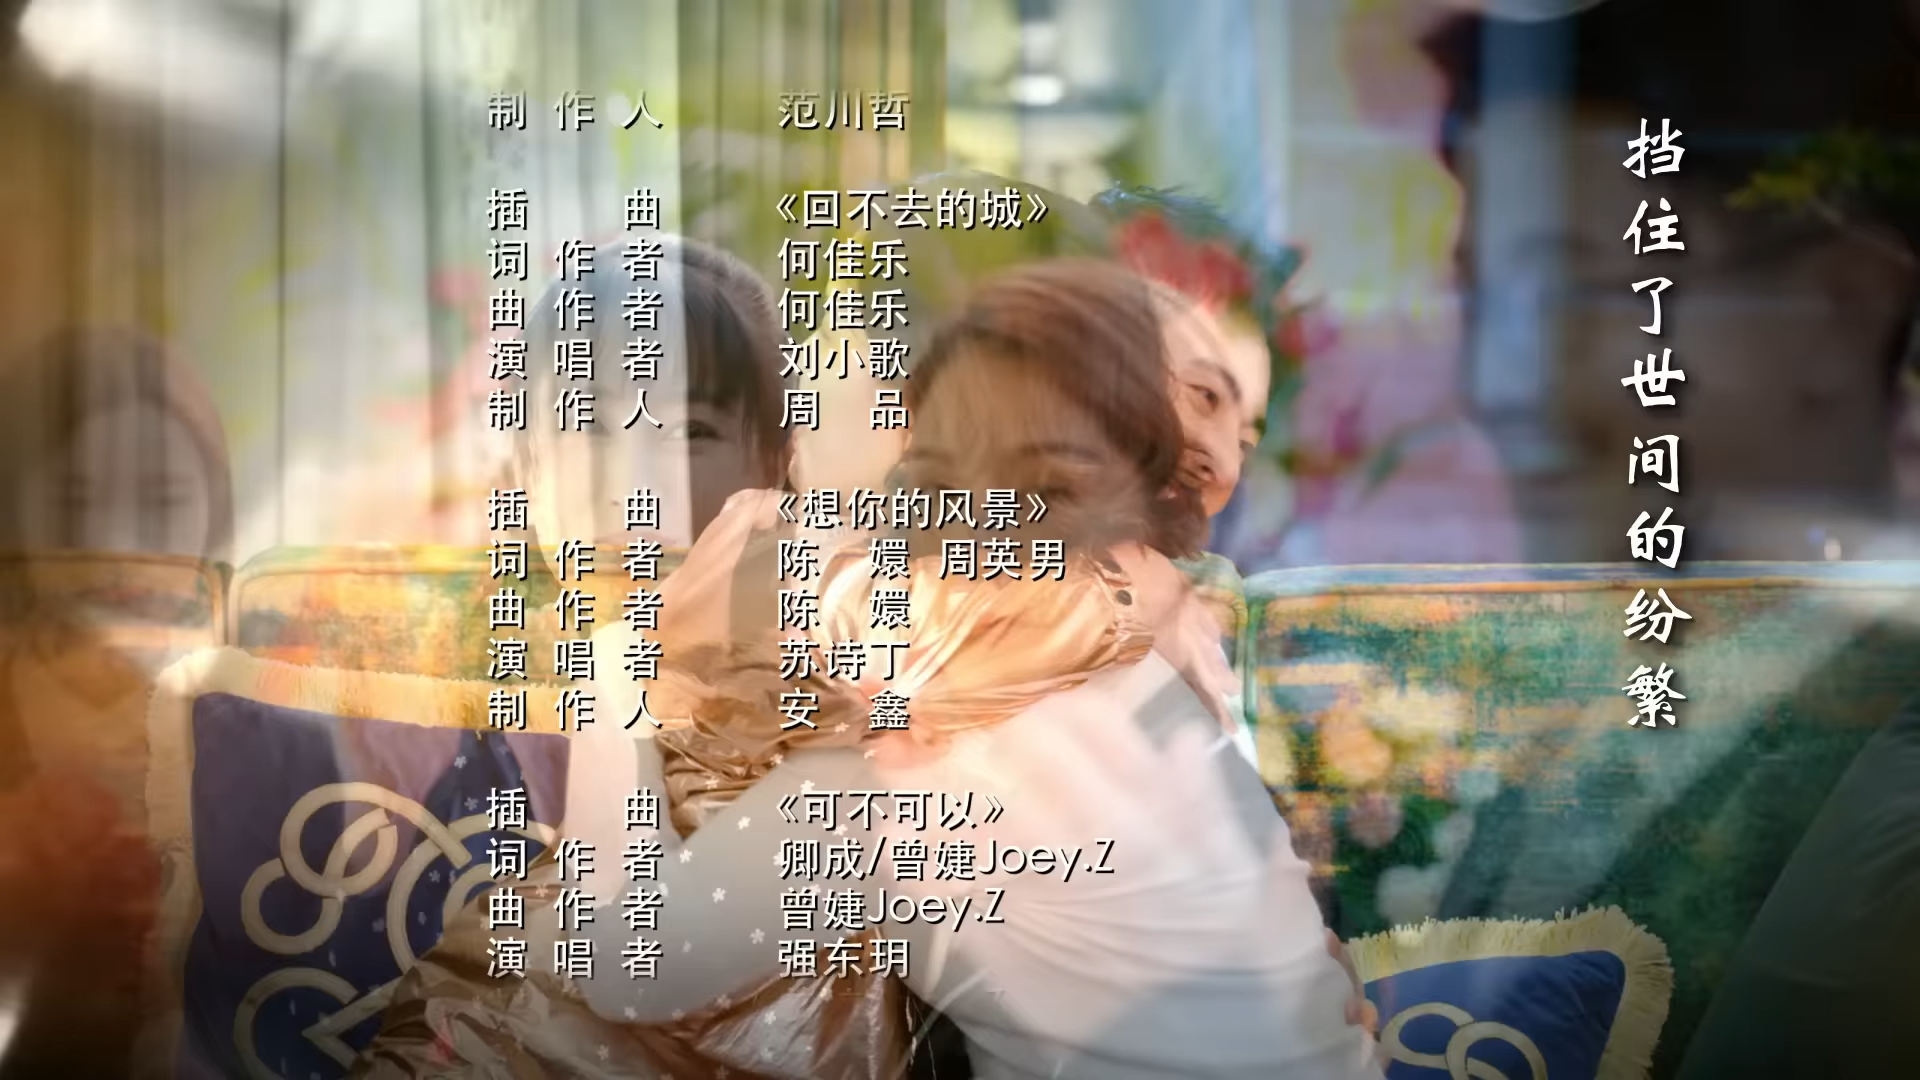 制作人 范川哲
插曲 《回不去的城》
词作者 何佳乐
曲作者 何佳乐
演唱者 刘小歌
制作人 周品
插曲 《想你的风景》
词作者 陈嬛 周英男
曲作者 陈嬛
演唱者 苏诗丁
制作人 安鑫
插曲 《可不可以》
词作者 卿成/曾婕Joey.Z
曲作者 曾婕Joey.Z
演唱者 强东玥
挡住了世间的纷繁